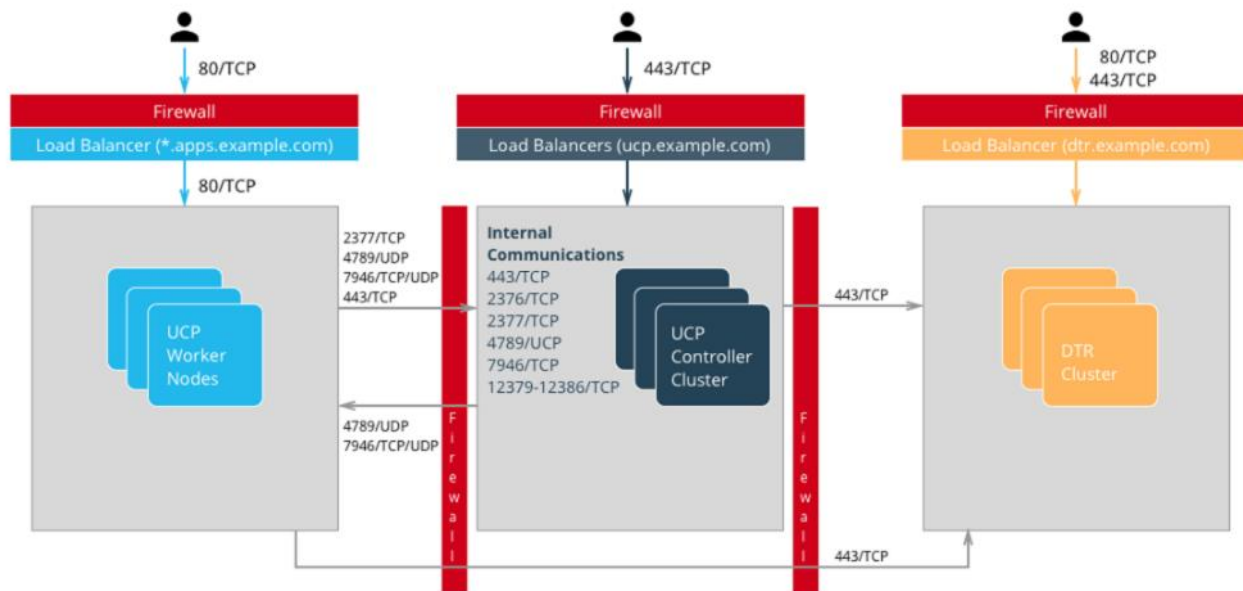 80/TCP
443/TCP
80/TCP
443/TCP
Firewall
Firewall
Firewall
Load Balancer (*.apps.example.com)
Load Balancers (ucp.example.com)
Load Balancer (dtr.example.com)
80/TCP
2377/TCP
4789/UDP
7946/TCP/UDP
443/TCP
UCP
Worker
Nodes
4789/UDP
7946/TCP/UDP
Firewall
Internal
Communications
443/TCP
2376/TCP
2377/TCP
4789/UCP
7946/TCP
12379-12386/TCP
UCP
Controller
Cluster
Firewall
443/TCP
DTR
Cluster
443/TCP